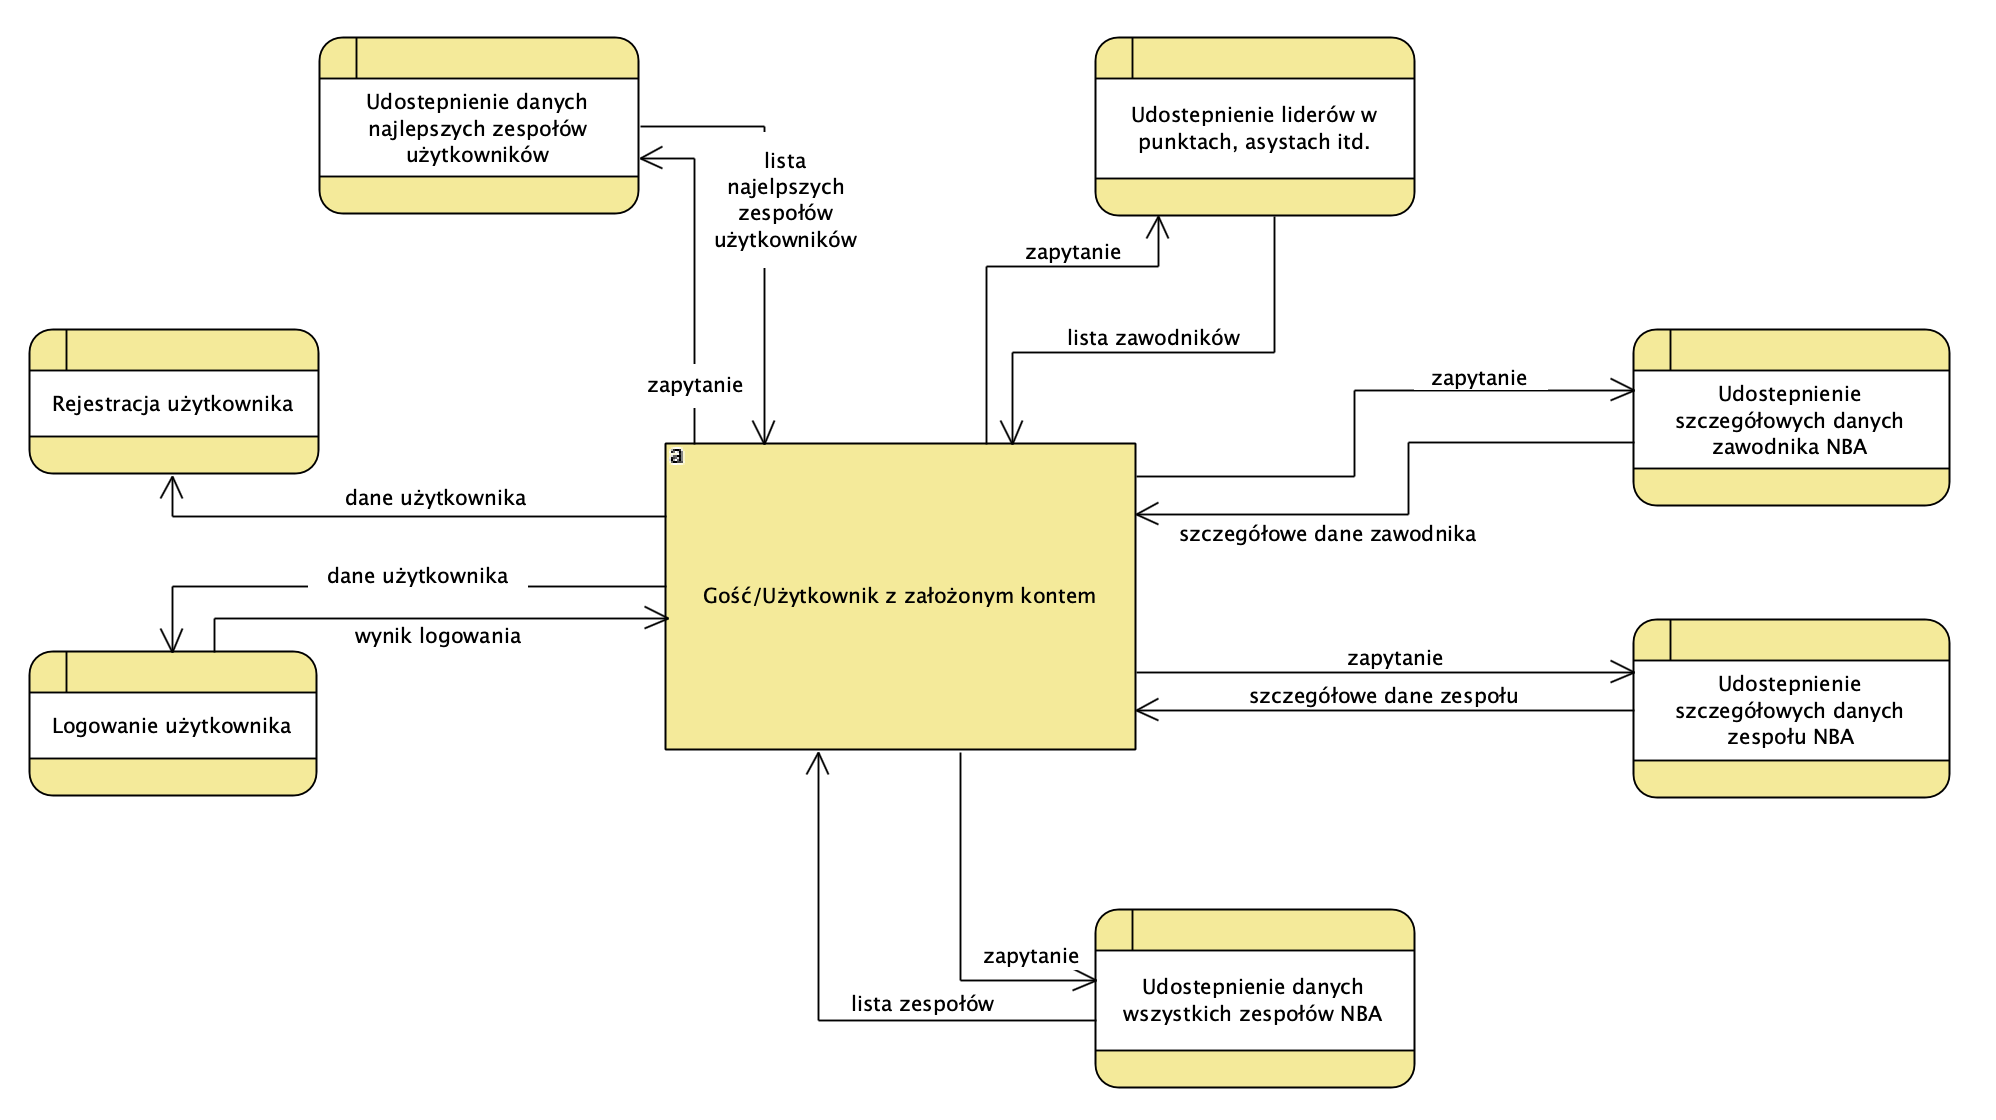 Udostepnienie danych
najlepszych zespołów
użytkowników
Udostepnienie liderów w
punktach, asystach itd.
lista
najelpszych
zespołów
użytkowników
zapytanie
lista zawodników
zapytanie
zapytanie
Rejestracja użytkownika
Udostepnienie
szczegółowych danych
zawodnika NBA
a
dane użytkownika
szczegółowe dane zawodnika
dane użytkownika
Gość/Użytkownik z założonym kontem
wynik logowania
zapytanie
szczegółowe dane zespołu
Udostepnienie
szczegółowych danych
zespołu NBA
Logowanie użytkownika
zapytanie
lista zespołów
Udostepnienie danych
wszystkich zespołów NBA